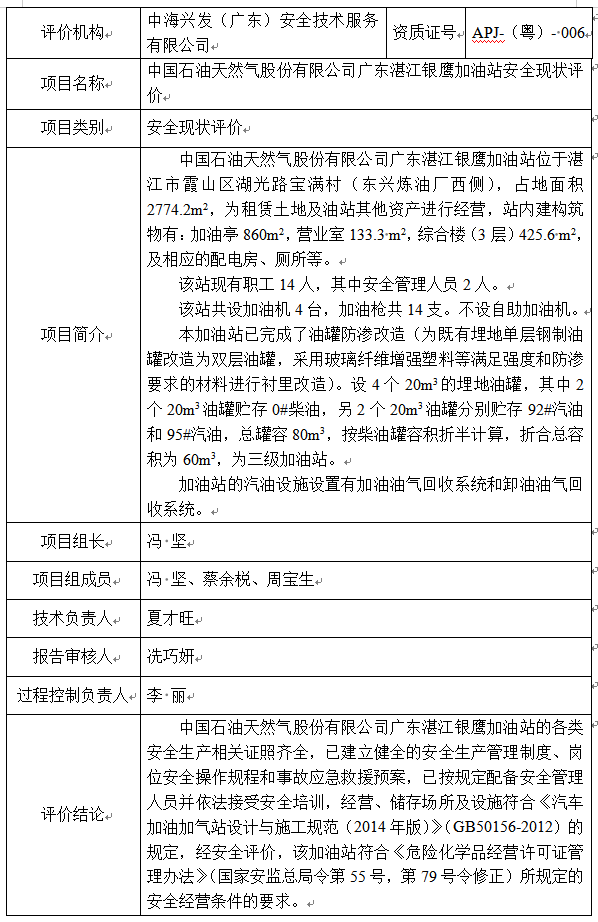 评价机构
中海兴发（广东）安全技术服务
有限公司
资质证号
APJ-（粤）-006
项目名称
中国石油天然气股份有限公司广东湛江银鹰加油站安全现状评
价
项目类别
安全现状评价
项目简介
中国石油天然气股份有限公司广东湛江银鹰加油站位于湛
江市霞山区湖光路宝满村（东兴炼油厂西侧），占地面积
2774.2m²，为租赁土地及油站其他资产进行经营，站内建构筑
物有：加油亭 860m²，营业室 133.3 m²，综合楼（3 层）425.6 m²，
及相应的配电房、厕所等。
该站现有职工 14 人，其中安全管理人员 2 人。
该站共设加油机 4 台，加油枪共 14 支。不设自助加油机。
本加油站已完成了油罐防渗改造（为既有埋地单层钢制油
罐改造为双层油罐，采用玻璃纤维增强塑料等满足强度和防渗
要求的材料进行衬里改造）。设 4 个 20m³ 的埋地油罐，其中 2
个 20m³ 油罐贮存 0#柴油，另 2 个 20m³ 油罐分别贮存 92#汽油
和 95#汽油，总罐容 80m³，按柴油罐容积折半计算，折合总容
积为 60m³，为三级加油站。
加油站的汽油设施设置有加油油气回收系统和卸油油气回
收系统。
项目组长
冯 坚
项目组成员
冯 坚、蔡余棁、周宝生
技术负责人
夏才旺
报告审核人
冼巧妍
过程控制负责人
李 丽
评价结论
中国石油天然气股份有限公司广东湛江银鹰加油站的各类
安全生产相关证照齐全，已建立健全的安全生产管理制度、岗
位安全操作规程和事故应急救援预案，已按规定配备安全管理
人员并依法接受安全培训，经营、储存场所及设施符合《汽车
加油加气站设计与施工规范（2014 年版）》（GB50156-2012）的
规定，经安全评价，该加油站符合《危险化学品经营许可证管
理办法》（国家安监总局令第 55 号，第 79 号令修正）所规定的
安全经营条件的要求。